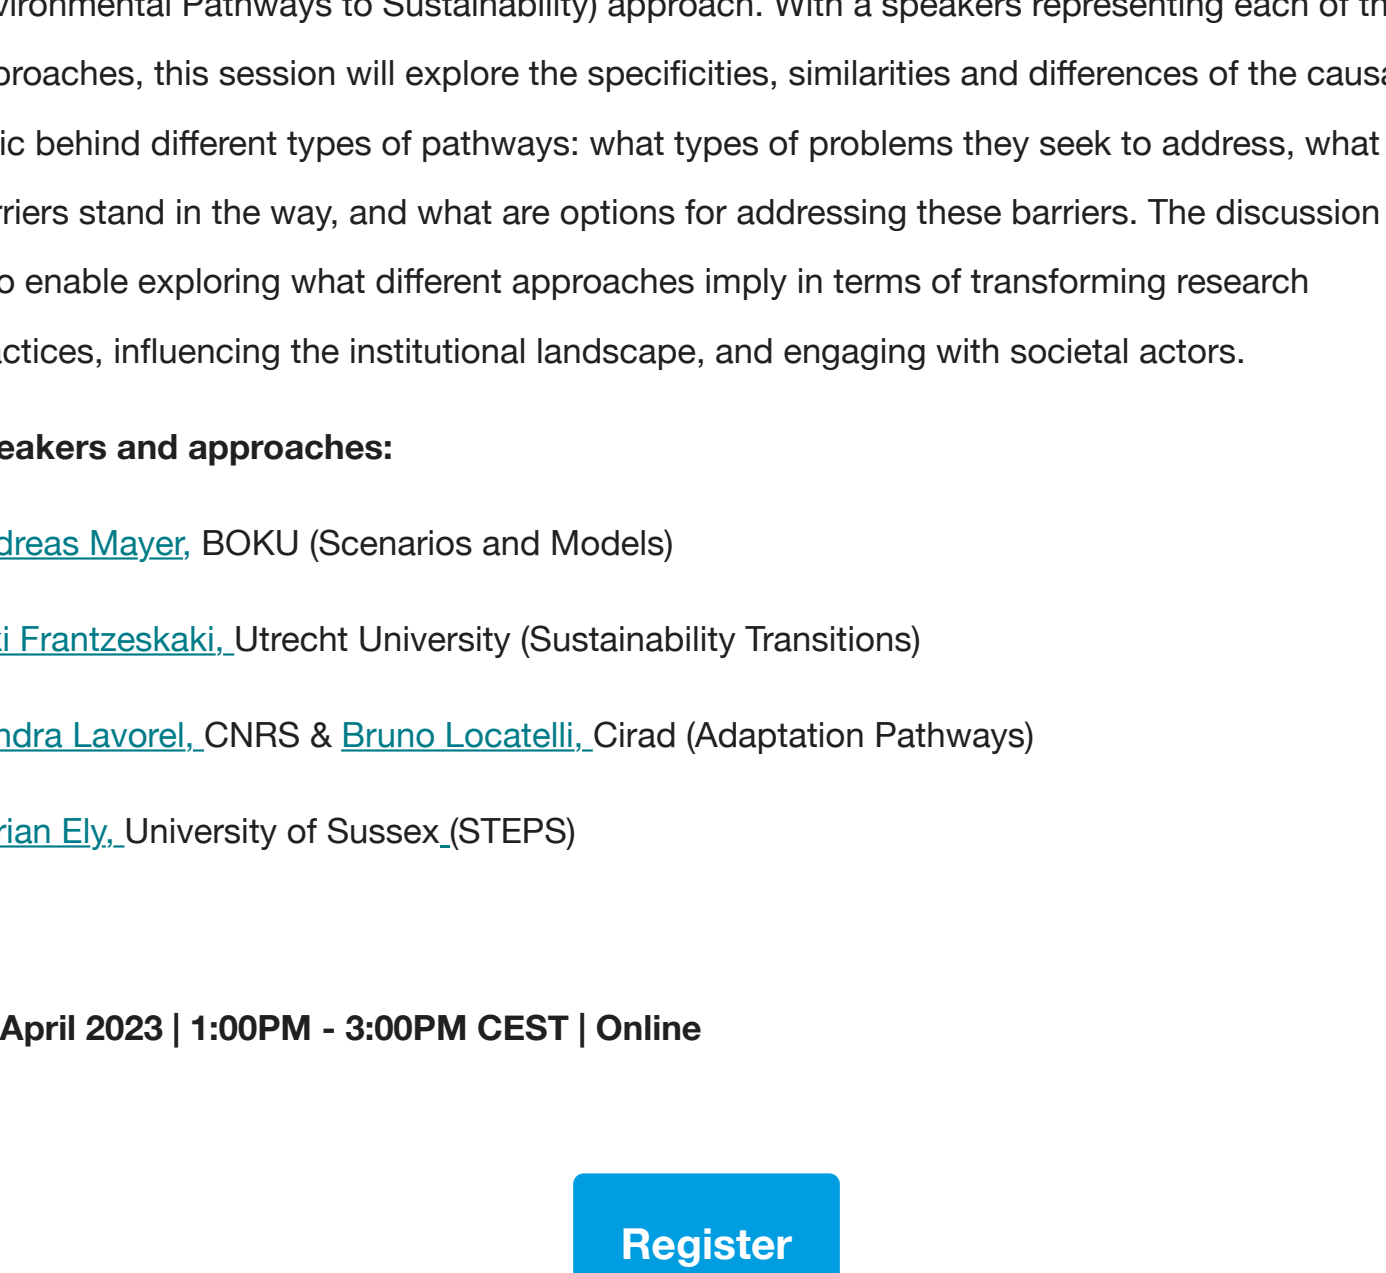 vironmental Pathways to Sustainability) approach. With a speakers representing each of th
proaches, this session will explore the specificities, similarities and differences of the causa
ic behind different types of pathways: what types of problems they seek to address, what
rriers stand in the way, and what are options for addressing these barriers. The discussion
o enable exploring what different approaches imply in terms of transforming research
actices, influencing the institutional landscape, and engaging with societal actors.
eakers and approaches:
dreas Mayer, BOKU (Scenarios and Models)
ki Frantzeskaki, Utrecht University (Sustainability Transitions)
ndra Lavorel, CNRS & Bruno Locatelli, Cirad (Adaptation Pathways)
rian Ely, University of Sussex (STEPS)
April 2023 | 1:00PM - 3:00PM CEST | Online
Register